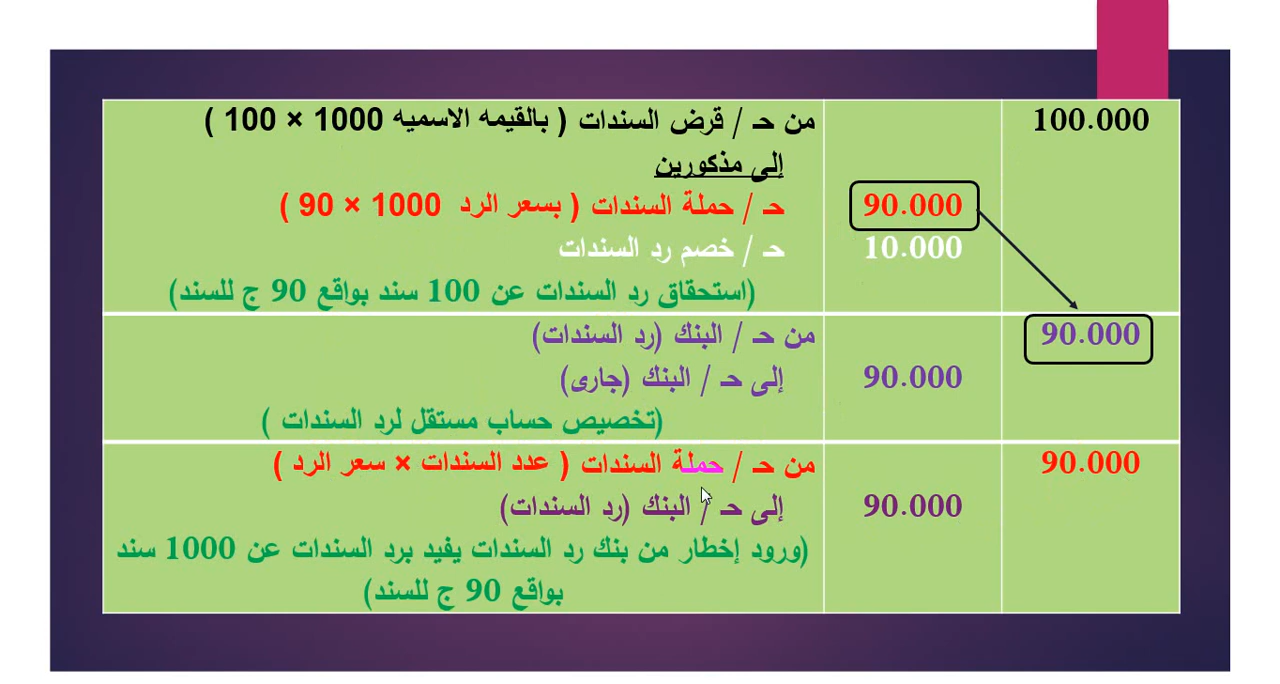 100.000 من حـ / قرض السندات ( بالقيمه الاسميه 1000 × 100 )
إلى مذكورين
90.000 حـ / حملة السندات ( بسعر الرد 1000 × 90 )
10.000 حـ / خصم رد السندات
(استحقاق رد السندات عن 100 سند بواقع 90 ج للسند)
90.000 من حـ / البنك (رد السندات)
90.000 إلى حـ / البنك (جارى)
(تخصيص حساب مستقل لرد السندات )
90.000 من حـ / حملة السندات ( عدد السندات × سعر الرد )
90.000 إلى حـ / البنك (رد السندات)
(ورود إخطار من بنك رد السندات يفيد برد السندات عن 1000 سند
بواقع 90 ج للسند)